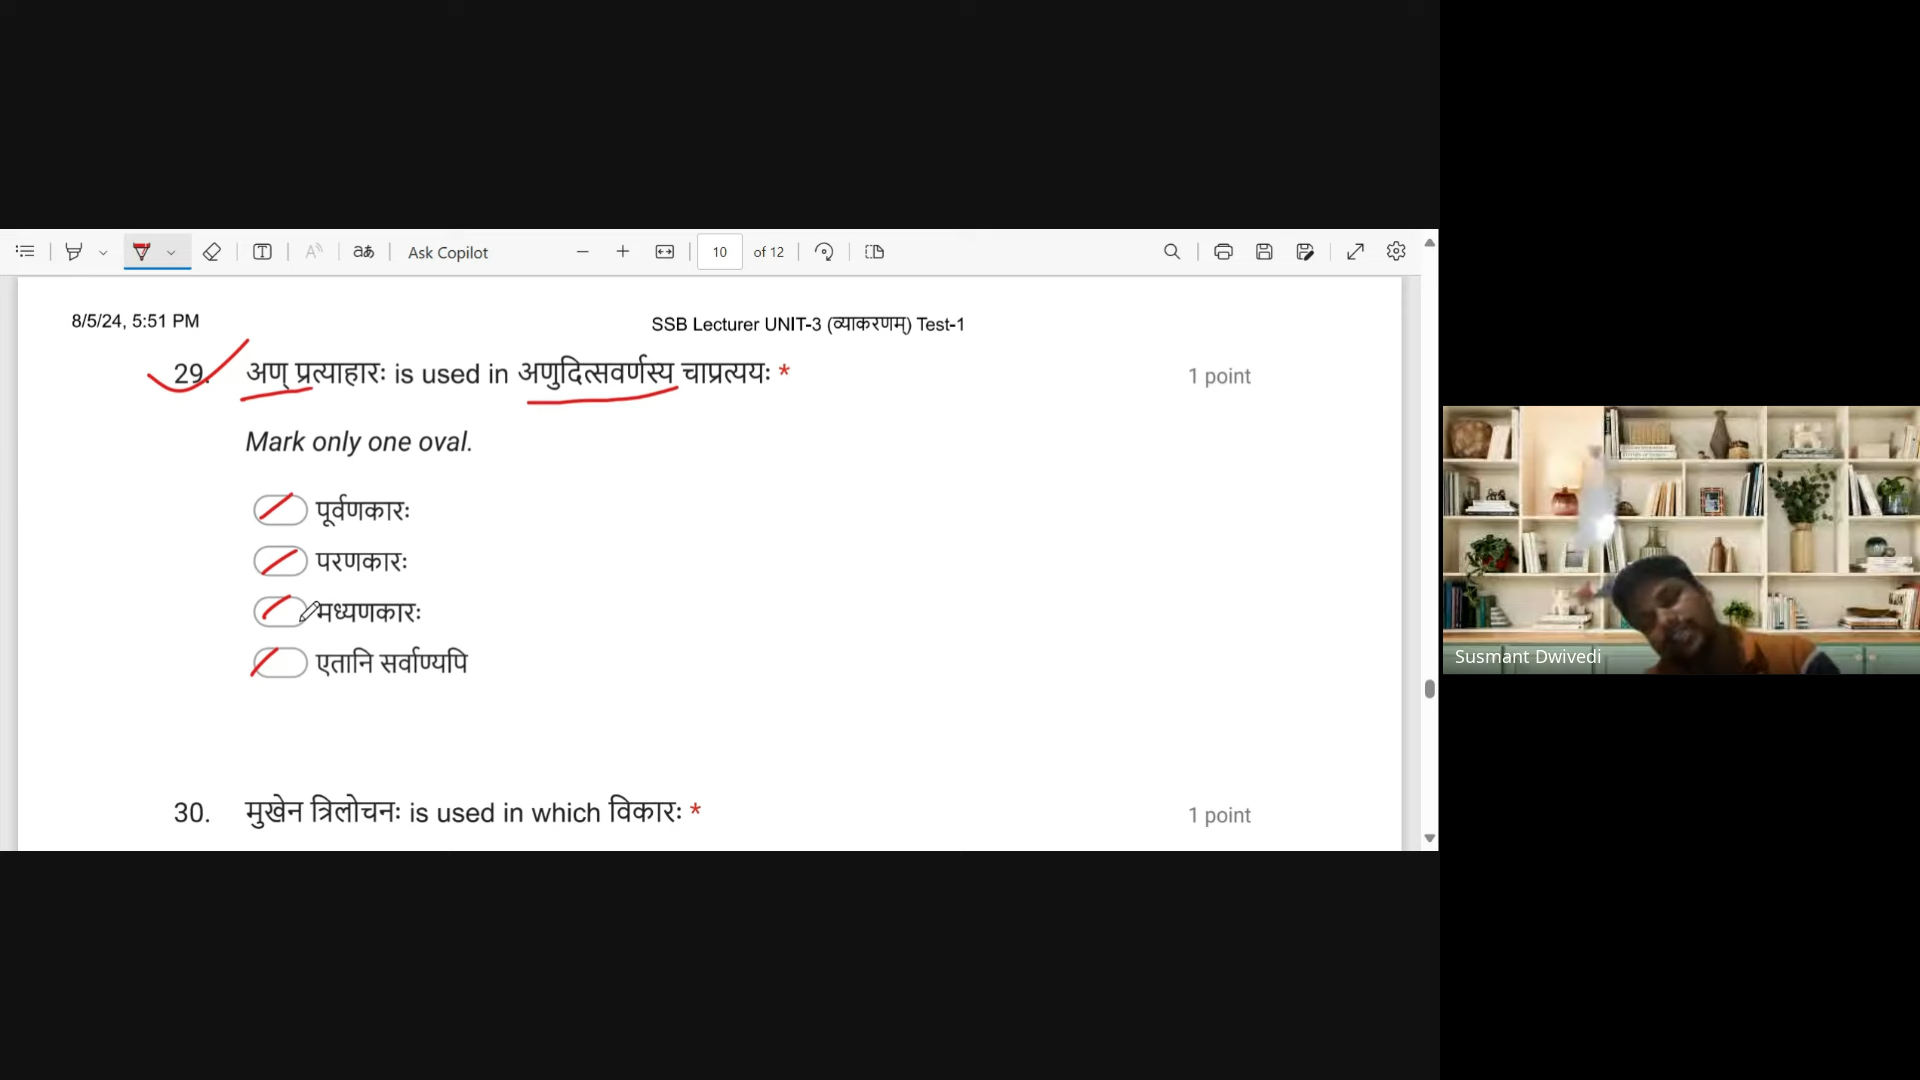 Ask Copilot
10 of 12
8/5/24, 5:51 PM
SSB Lecturer UNIT-3 (व्याकरणम्) Test-1
29. अण् प्रत्याहारः is used in अणुदित्सवर्णस्य चाप्रत्ययः * 1 point
Mark only one oval.
पूर्वणकारः
परणकारः
मध्यणकारः
एतानि सर्वाण्यपि
30. मुखेन त्रिलोचनः is used in which विकारः * 1 point
Susmant Dwivedi